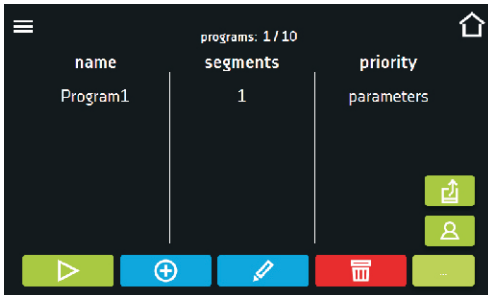 programs: 1 / 10
name segments priority
Program1 1 parameters
...